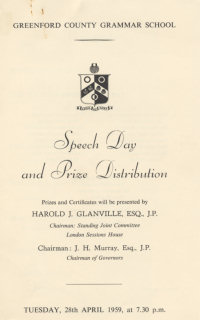 GREENFORD COUNTY GRAMMAR SCHOOL
Speech Day
and Prize Distribution
Prizes and Certificates will be presented by
HAROLD J. GLANVILLE, ESQ., J.P.
Chairman: Standing Joint Committee
London Sessions House
Chairman: J. H. Murray, Esq., J.P.
Chairman of Governors
TUESDAY, 28th APRIL 1959, at 7.30 p.m.